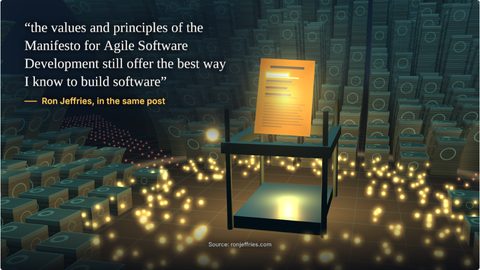 “the values and principles of the
Manifesto for Agile Software
Development still offer the best way
I know to build software”
Ron Jeffries, in the same post
Source: ronjeffries.com